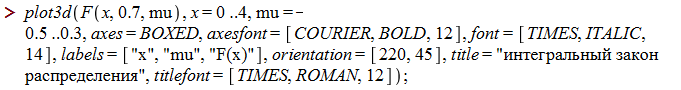 > plot3d(F(x, 0.7, mu), x = 0 ..4, mu = -
0.5 ..0.3, axes = BOXED, axesfont = [COURIER, BOLD, 12], font = [TIMES, ITALIC,
14], labels = ["x", "mu", "F(x)"], orientation = [220, 45], title = "интегральный закон
распределения", titlefont = [TIMES, ROMAN, 12]);